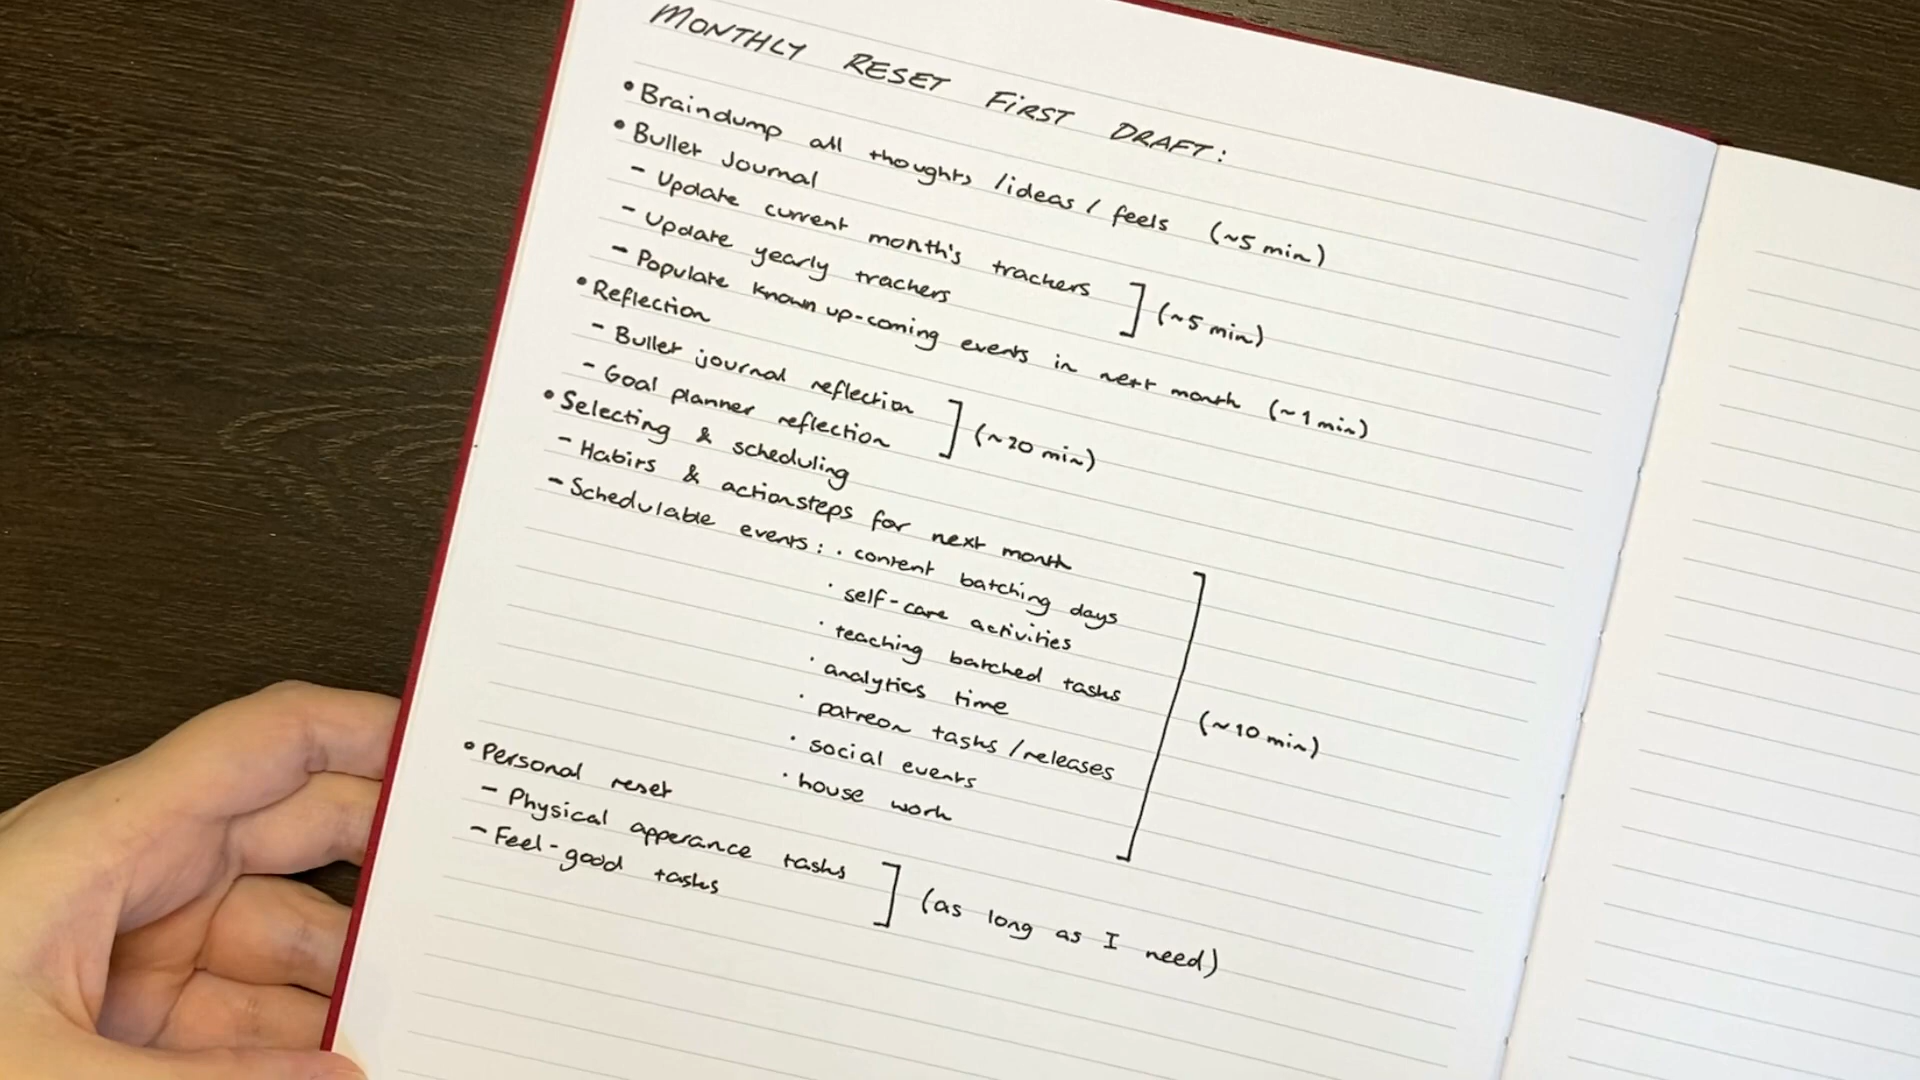 MONTHLY RESET FIRST DRAFT:
• Braindump all thoughts / ideas / feels (~5 min)
• Bullet Journal
- Update current month's trackers
- Update yearly trackers ] (~5 min)
- Populate known up-coming events in next month (~1 min)
• Reflection
- Bullet journal reflection
- Goal planner reflection ] (~20 min)
• Selecting & scheduling
- Habits & actionsteps for next month
- Schedulable events: · content batching days
· self-care activities
· teaching batched tasks
· analytics time
· patreon tasks / releases ] (~10 min)
· social events
· house work
• Personal reset
- Physical apperance tasks
- Feel-good tasks ] (as long as I need)